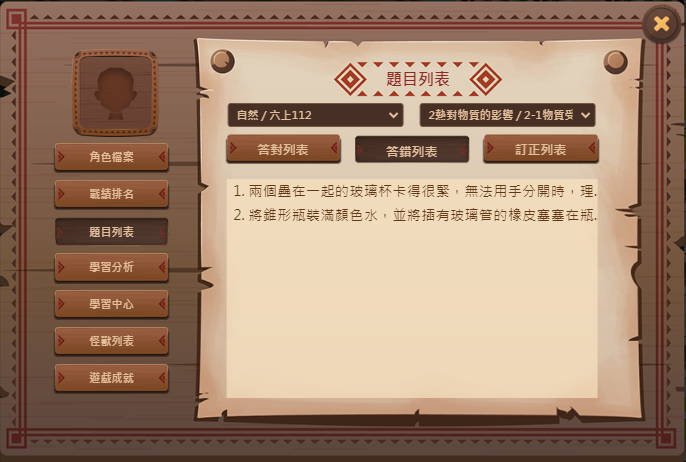 題目列表
自然 / 六上112
2熱對物質的影響 / 2-1物質受
答對列表
答錯列表
訂正列表
1. 兩個疊在一起的玻璃杯卡得很緊，無法用手分開時，理.
2. 將錐形瓶裝滿顏色水，並將插有玻璃管的橡皮塞塞在瓶.
角色檔案
戰績排名
題目列表
學習分析
學習中心
怪獸列表
遊戲成就